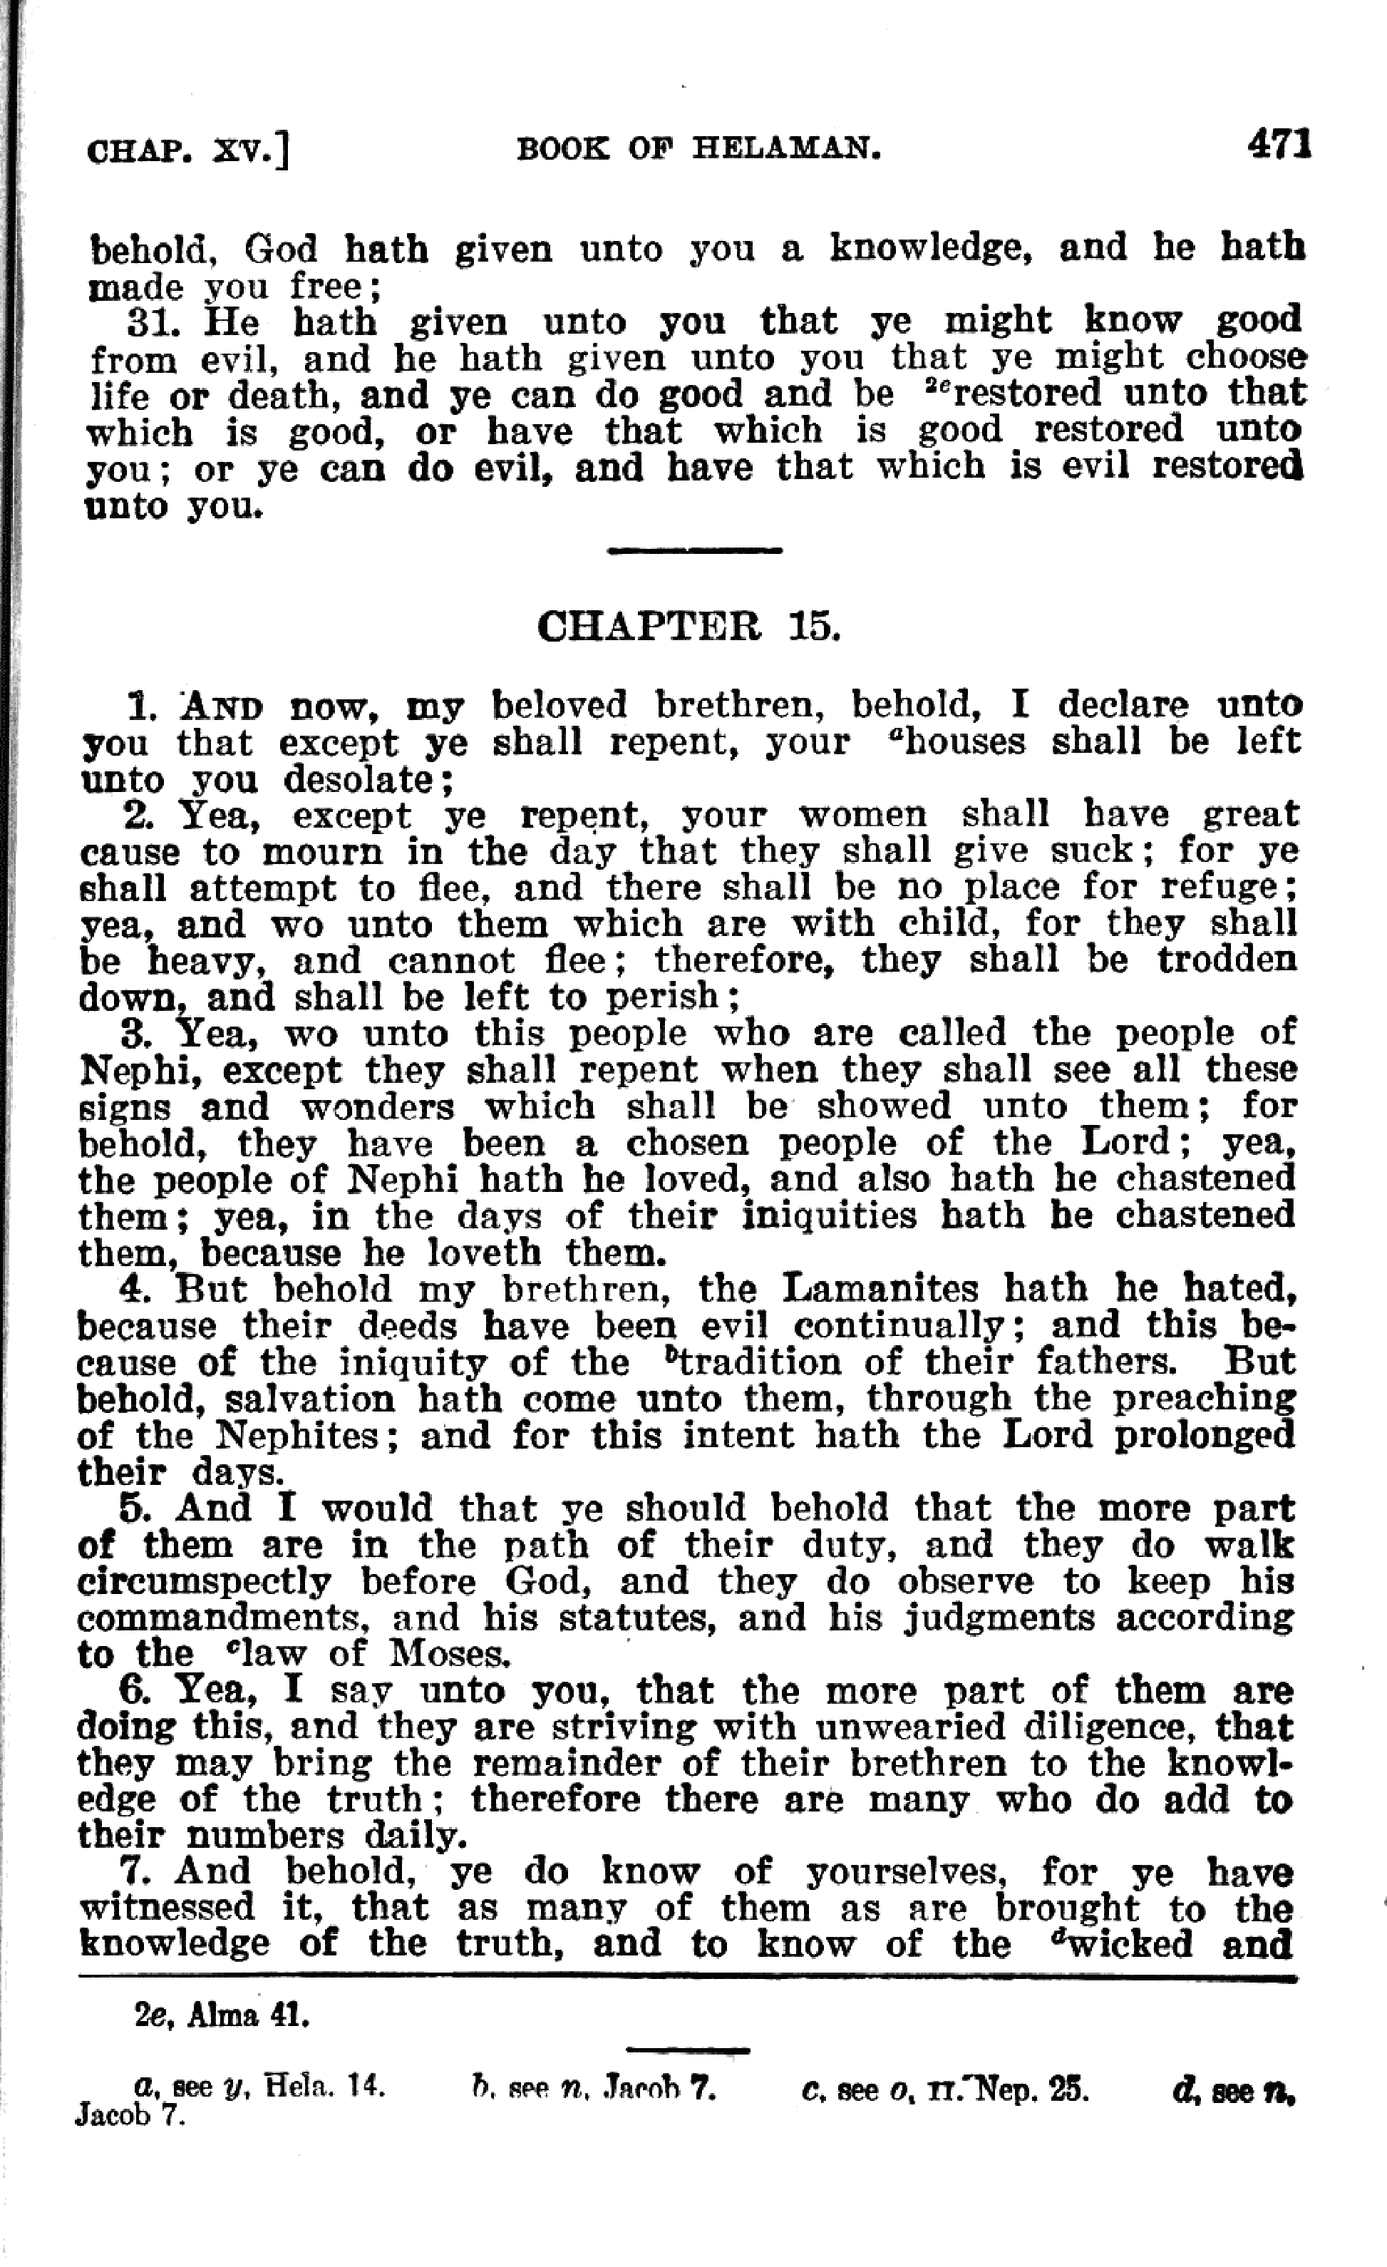 CHAP. XV.] BOOK OF HELAMAN. 471
behold, God hath given unto you a knowledge, and he hath
made you free;
31. He hath given unto you that ye might know good
from evil, and he hath given unto you that ye might choose
life or death, and ye can do good and be 2erestored unto that
which is good, or have that which is good restored unto
you; or ye can do evil, and have that which is evil restored
unto you.
CHAPTER 15.
1. AND now, my beloved brethren, behold, I declare unto
you that except ye shall repent, your ahouses shall be left
unto you desolate;
2. Yea, except ye repent, your women shall have great
cause to mourn in the day that they shall give suck; for ye
shall attempt to flee, and there shall be no place for refuge;
yea, and wo unto them which are with child, for they shall
be heavy, and cannot flee; therefore, they shall be trodden
down, and shall be left to perish;
3. Yea, wo unto this people who are called the people of
Nephi, except they shall repent when they shall see all these
signs and wonders which shall be showed unto them; for
behold, they have been a chosen people of the Lord; yea,
the people of Nephi hath he loved, and also hath he chastened
them; yea, in the days of their iniquities hath he chastened
them, because he loveth them.
4. But behold my brethren, the Lamanites hath he hated,
because their deeds have been evil continually; and this be-
cause of the iniquity of the btradition of their fathers. But
behold, salvation hath come unto them, through the preaching
of the Nephites; and for this intent hath the Lord prolonged
their days.
5. And I would that ye should behold that the more part
of them are in the path of their duty, and they do walk
circumspectly before God, and they do observe to keep his
commandments, and his statutes, and his judgments according
to the claw of Moses.
6. Yea, I say unto you, that the more part of them are
doing this, and they are striving with unwearied diligence, that
they may bring the remainder of their brethren to the knowl-
edge of the truth; therefore there are many who do add to
their numbers daily.
7. And behold, ye do know of yourselves, for ye have
witnessed it, that as many of them as are brought to the
knowledge of the truth, and to know of the dwicked and
2e, Alma 41.
a, see y, Hela. 14. b, see n, Jacob 7. c, see o, II. Nep. 25. d, see n,
Jacob 7.